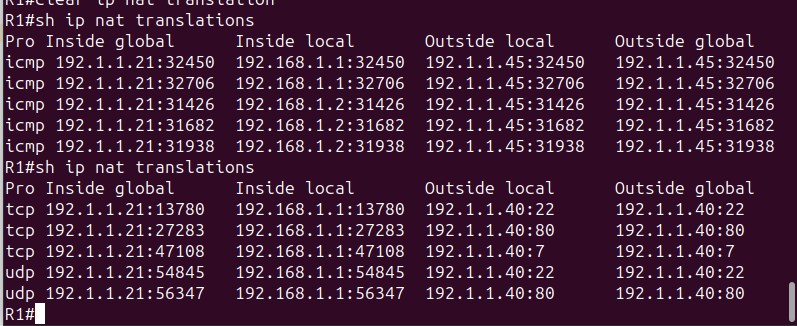 R1#clear ip nat translation
R1#sh ip nat translations
Pro Inside global Inside local Outside local Outside global
icmp 192.1.1.21:32450 192.168.1.1:32450 192.1.1.45:32450 192.1.1.45:32450
icmp 192.1.1.21:32706 192.168.1.1:32706 192.1.1.45:32706 192.1.1.45:32706
icmp 192.1.1.21:31426 192.168.1.2:31426 192.1.1.45:31426 192.1.1.45:31426
icmp 192.1.1.21:31682 192.168.1.2:31682 192.1.1.45:31682 192.1.1.45:31682
icmp 192.1.1.21:31938 192.168.1.2:31938 192.1.1.45:31938 192.1.1.45:31938
R1#sh ip nat translations
Pro Inside global Inside local Outside local Outside global
tcp 192.1.1.21:13780 192.168.1.1:13780 192.1.1.40:22 192.1.1.40:22
tcp 192.1.1.21:27283 192.168.1.1:27283 192.1.1.40:80 192.1.1.40:80
tcp 192.1.1.21:47108 192.168.1.1:47108 192.1.1.40:7 192.1.1.40:7
udp 192.1.1.21:54845 192.168.1.1:54845 192.1.1.40:22 192.1.1.40:22
udp 192.1.1.21:56347 192.168.1.1:56347 192.1.1.40:80 192.1.1.40:80
R1#